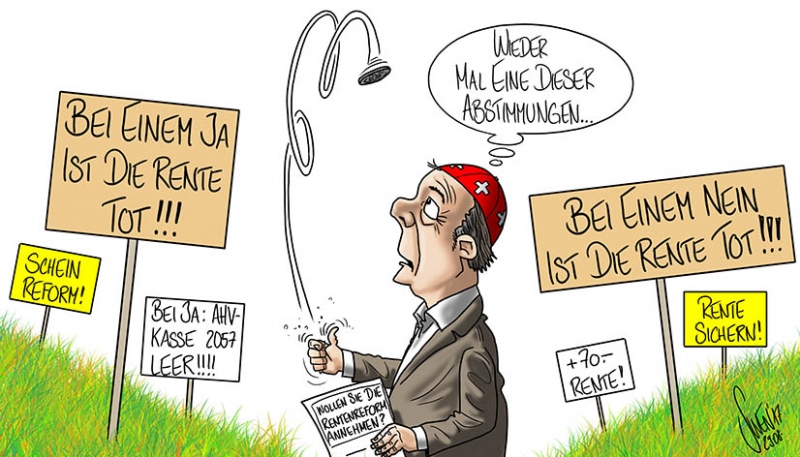 WIEDER
MAL EINE DIESER
ABSTIMMUNGEN...
BEI EINEM JA
IST DIE RENTE
TOT!!!
SCHEIN
REFORM!
BEI JA: AHV-
KASSE 2057
LEER!!!!
WOLLEN SIE DIE
RENTENREFORM
ANNEHMEN?
BEI EINEM NEIN
IST DIE RENTE TOT!!!
+70.-
RENTE!
RENTE
SICHERN!